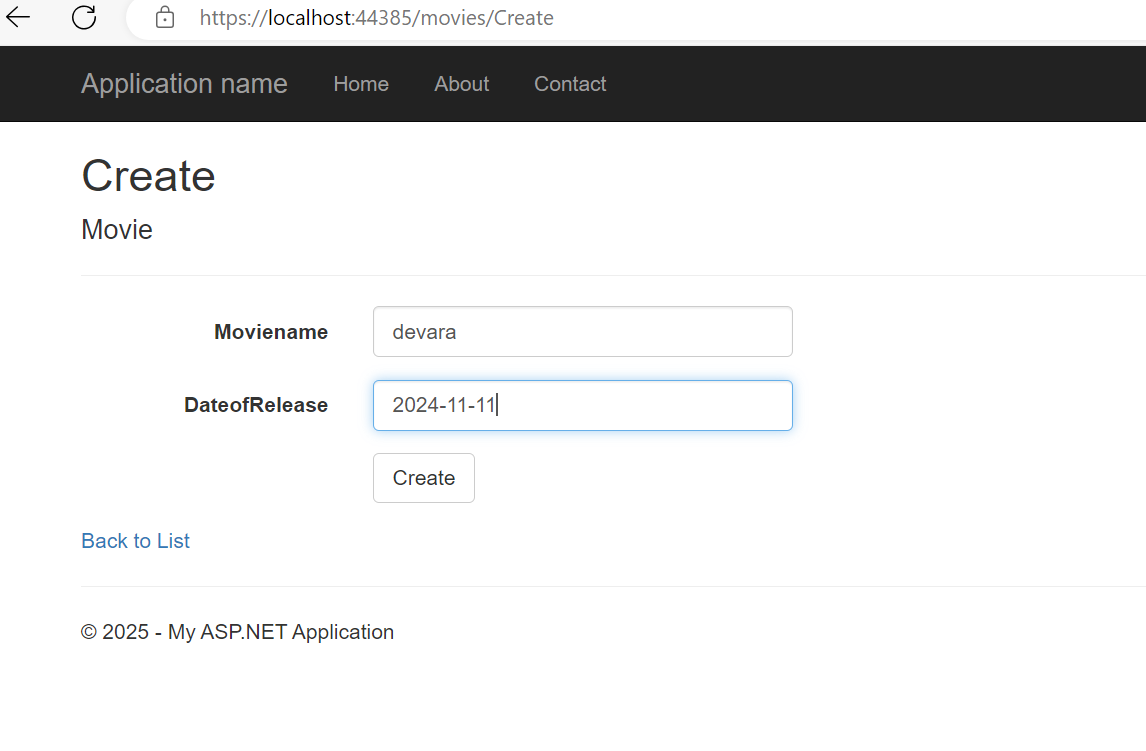 https://localhost:44385/movies/Create
Application name Home About Contact
Create
Movie
Moviename devara
DateofRelease 2024-11-11
Create
Back to List
© 2025 - My ASP.NET Application